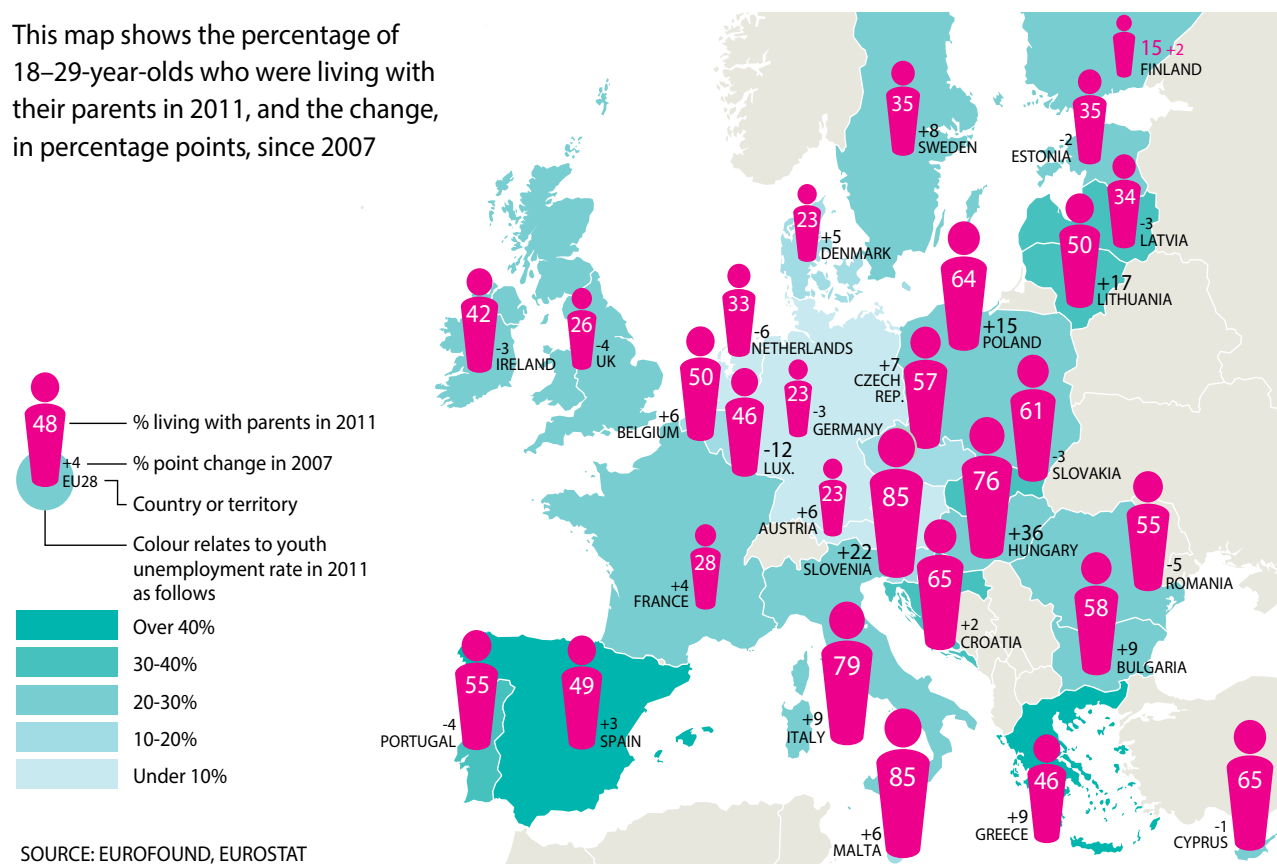 This map shows the percentage of
18–29-year-olds who were living with
their parents in 2011, and the change,
in percentage points, since 2007
15 +2
FINLAND
35
+8
SWEDEN
35
-2
ESTONIA
34
-3
LATVIA
23
+5
DENMARK
50
+17
LITHUANIA
64
+15
POLAND
42
-3
IRELAND
26
-4
UK
33
-6
NETHERLANDS
50
+6
BELGIUM
46
-12
LUX.
23
-3
GERMANY
+7
CZECH
REP.
57
61
-3
SLOVAKIA
85
+22
SLOVENIA
76
+36
HUNGARY
23
+6
AUSTRIA
55
-5
ROMANIA
28
+4
FRANCE
65
+2
CROATIA
58
+9
BULGARIA
55
-4
PORTUGAL
49
+3
SPAIN
79
+9
ITALY
85
+6
MALTA
46
+9
GREECE
65
-1
CYPRUS
48
+4
EU28
% living with parents in 2011
% point change in 2007
Country or territory
Colour relates to youth
unemployment rate in 2011
as follows
Over 40%
30-40%
20-30%
10-20%
Under 10%
SOURCE: EUROFOUND, EUROSTAT